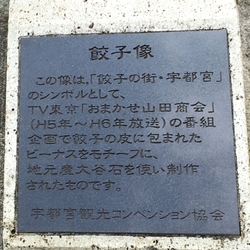 餃子像
この像は､｢餃子の街・宇都宮｣
のシンボルとして、
TV東京｢おまかせ山田商会｣
(H5年〜H6年放送)の番組
企画で餃子の皮に包まれた
ビーナスをモチーフに、
地元産大谷石を使い制作
されたものです。
宇都宮観光コンベンション協会